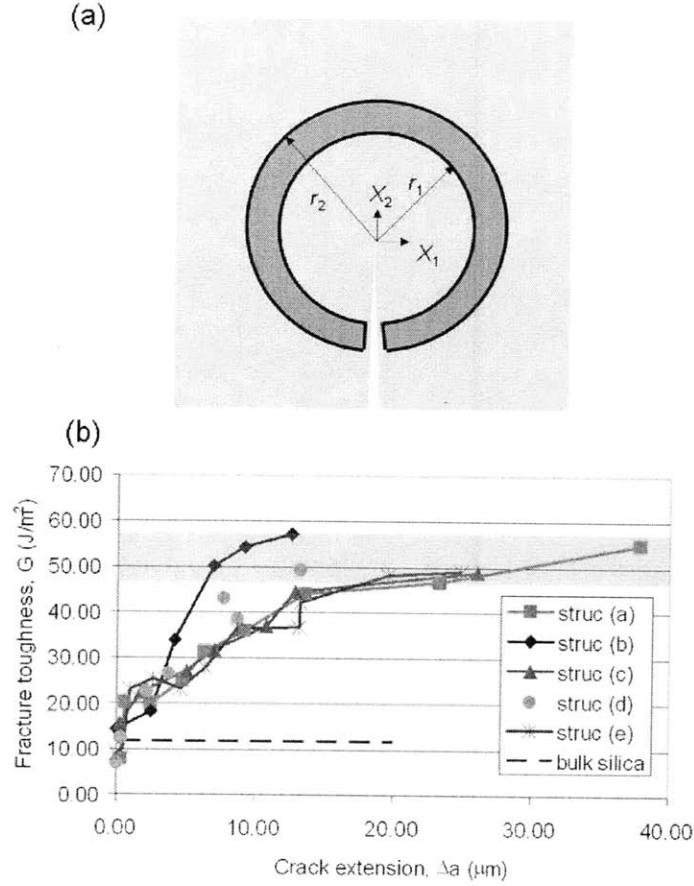 (a)
r₂
X₂
r₁
X₁
(b)
Fracture toughness, G (J/m²)
70.00
60.00
50.00
40.00
30.00
20.00
10.00
0.00
struc (a)
struc (b)
struc (c)
struc (d)
struc (e)
bulk silica
0.00 10.00 20.00 30.00 40.00
Crack extension, Δa (μm)